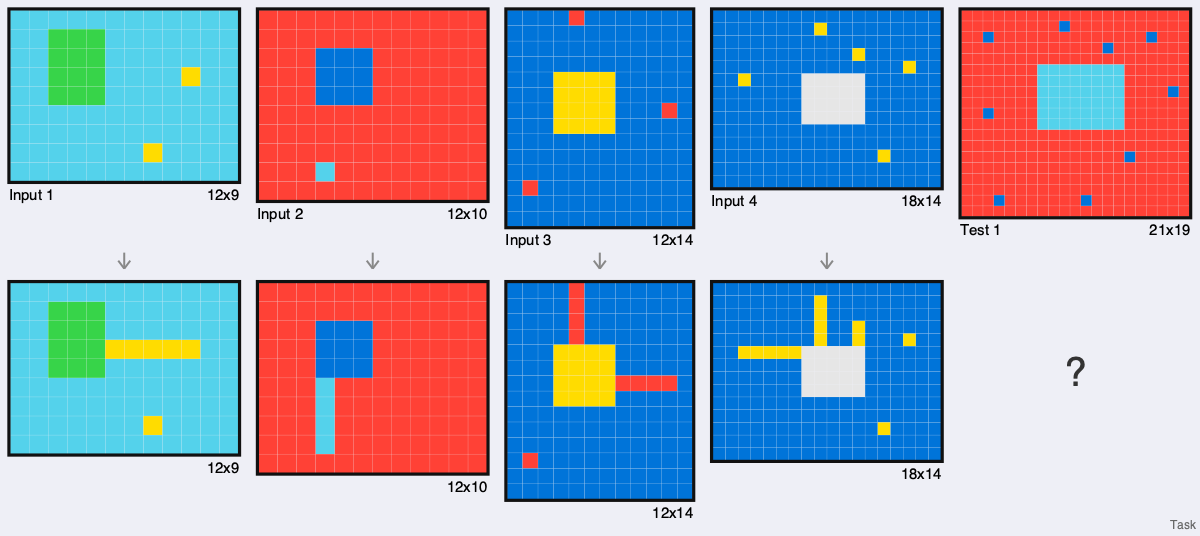 Input 1 12x9
Input 2 12x10
Input 3 12x14
Input 4 18x14
Test 1 21x19
12x9
12x10
12x14
18x14
?
Task